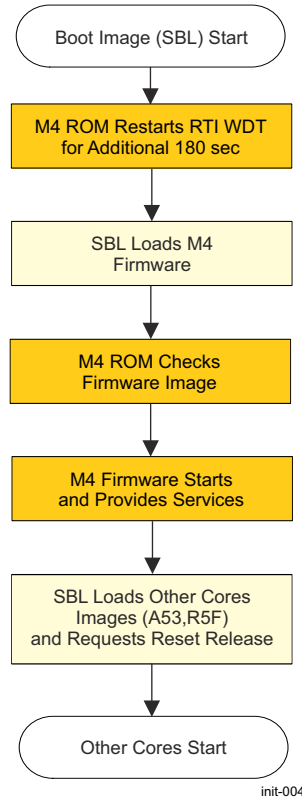 Boot Image (SBL) Start
M4 ROM Restarts RTI WDT
for Additional 180 sec
SBL Loads M4
Firmware
M4 ROM Checks
Firmware Image
M4 Firmware Starts
and Provides Services
SBL Loads Other Cores
Images (A53,R5F)
and Requests Reset Release
Other Cores Start
init-004